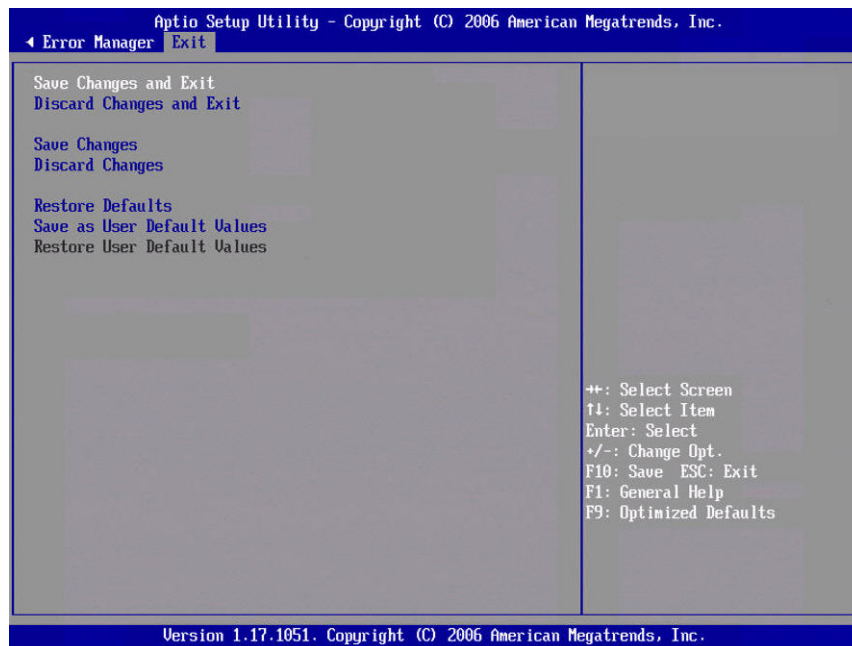 Aptio Setup Utility - Copyright (C) 2006 American Megatrends, Inc.
◄ Error Manager Exit
Save Changes and Exit
Discard Changes and Exit
Save Changes
Discard Changes
Restore Defaults
Save as User Default Values
Restore User Default Values
→←: Select Screen
↑↓: Select Item
Enter: Select
+/-: Change Opt.
F10: Save ESC: Exit
F1: General Help
F9: Optimized Defaults
Version 1.17.1051. Copyright (C) 2006 American Megatrends, Inc.